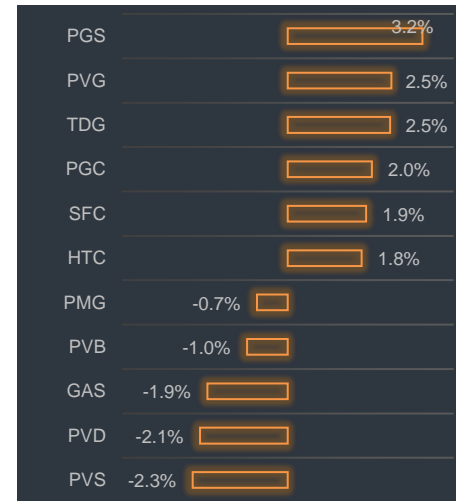 PGS 3.2%
PVG 2.5%
TDG 2.5%
PGC 2.0%
SFC 1.9%
HTC 1.8%
PMG -0.7%
PVB -1.0%
GAS -1.9%
PVD -2.1%
PVS -2.3%